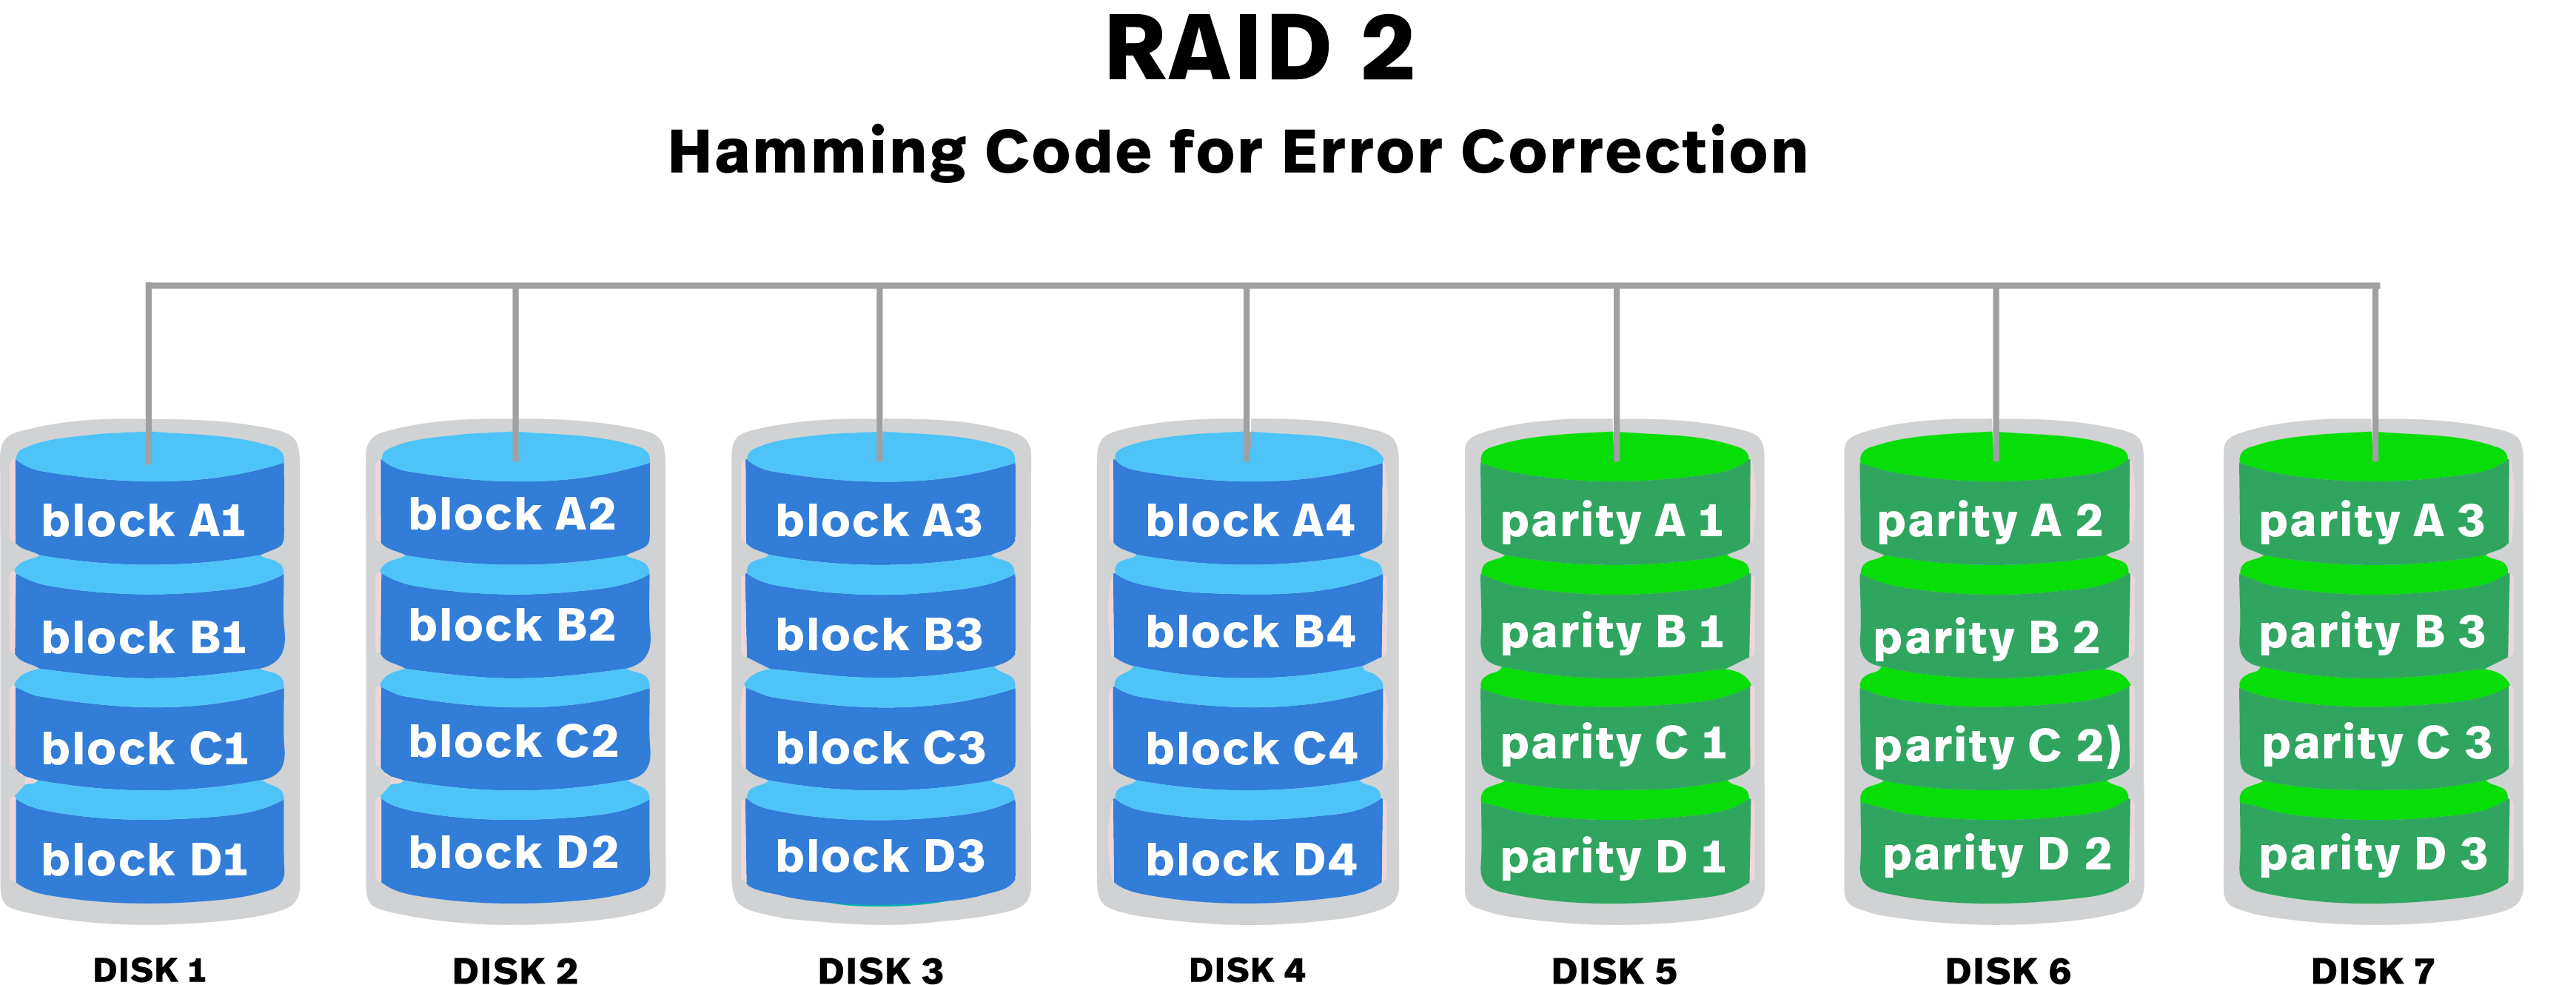 RAID 2
Hamming Code for Error Correction
block A1 block A2 block A3 block A4 parity A 1 parity A 2 parity A 3
block B1 block B2 block B3 block B4 parity B 1 parity B 2 parity B 3
block C1 block C2 block C3 block C4 parity C 1 parity C 2) parity C 3
block D1 block D2 block D3 block D4 parity D 1 parity D 2 parity D 3
DISK 1 DISK 2 DISK 3 DISK 4 DISK 5 DISK 6 DISK 7